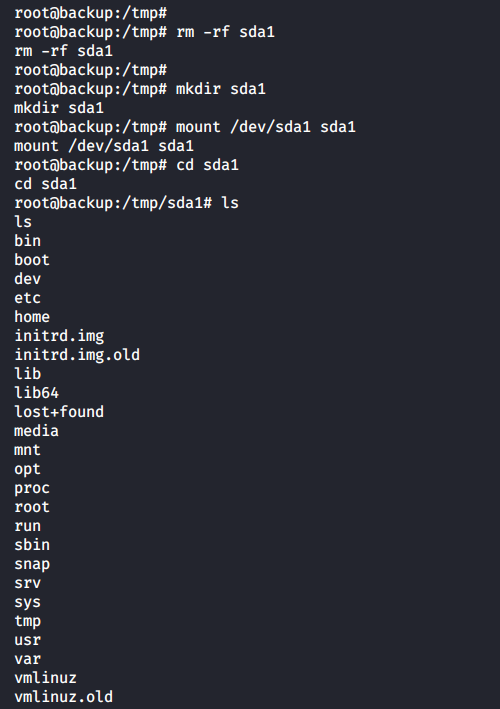 root@backup:/tmp#
root@backup:/tmp# rm -rf sda1
rm -rf sda1
root@backup:/tmp#
root@backup:/tmp# mkdir sda1
mkdir sda1
root@backup:/tmp# mount /dev/sda1 sda1
mount /dev/sda1 sda1
root@backup:/tmp# cd sda1
cd sda1
root@backup:/tmp/sda1# ls
ls
bin
boot
dev
etc
home
initrd.img
initrd.img.old
lib
lib64
lost+found
media
mnt
opt
proc
root
run
sbin
snap
srv
sys
tmp
usr
var
vmlinuz
vmlinuz.old